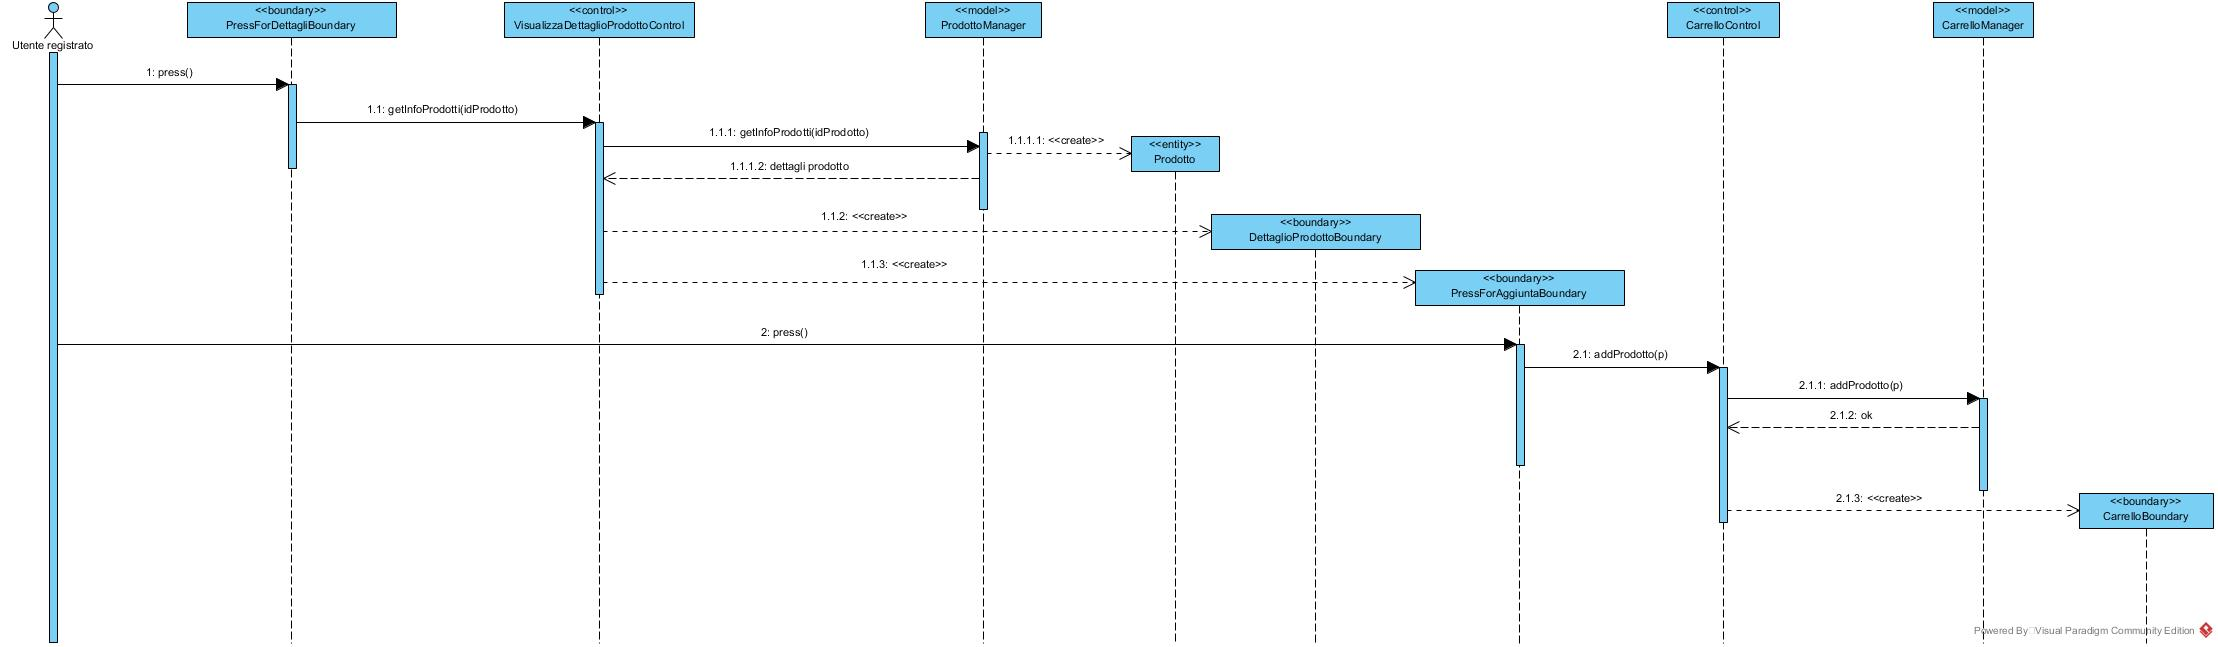 <<boundary>>
PressForDettagliBoundary
<<control>>
VisualizzaDettaglioProdottoControl
<<model>>
ProdottoManager
<<control>>
CarrelloControl
<<model>>
CarrelloManager
Utente registrato
1: press()
1.1: getInfoProdotti(idProdotto)
1.1.1: getInfoProdotti(idProdotto)
1.1.1.1: <<create>>
<<entity>>
Prodotto
1.1.1.2: dettagli prodotto
1.1.2: <<create>>
<<boundary>>
DettaglioProdottoBoundary
1.1.3: <<create>>
<<boundary>>
PressForAggiuntaBoundary
2: press()
2.1: addProdotto(p)
2.1.1: addProdotto(p)
2.1.2: ok
2.1.3: <<create>>
<<boundary>>
CarrelloBoundary
Powered By Visual Paradigm Community Edition